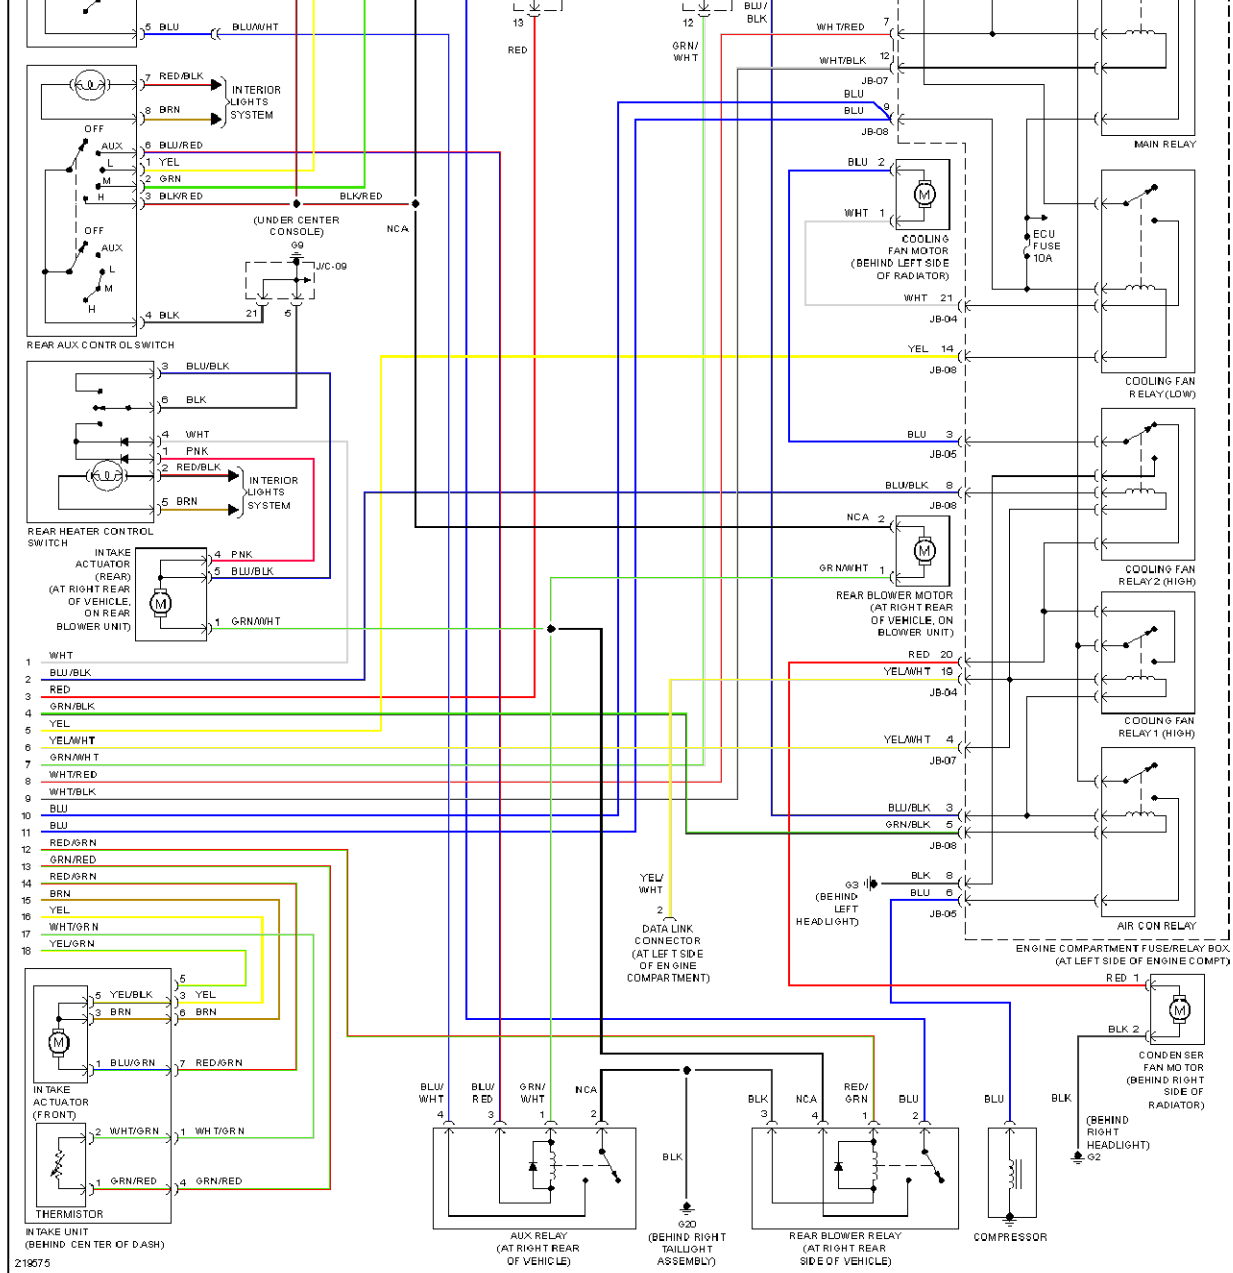 5 BLU
BLU/WHT
13
RED
12
GRN/
WHT
BLU/
BLK
WHT/RED 7
WHT/BLK 12
JB-07
BLU
BLU 9
JB-08
MAIN RELAY
7 RED/BLK
8 BRN
INTERIOR
LIGHTS
SYSTEM
OFF
AUX
L
M
H
6 BLU/RED
1 YEL
2 GRN
3 BLK/RED
BLK/RED
NCA
(UNDER CENTER
CONSOLE)
G9
J/C-09
21
5
OFF
AUX
L
M
H
4 BLK
REAR AUX CONTROL SWITCH
BLU 2
M
WHT 1
COOLING
FAN MOTOR
(BEHIND LEFT SIDE
OF RADIATOR)
ECU
FUSE
10A
WHT 21
JB-04
YEL 14
JB-08
COOLING FAN
RELAY (LOW)
3 BLU/BLK
6 BLK
4 WHT
1 PNK
2 RED/BLK
5 BRN
INTERIOR
LIGHTS
SYSTEM
REAR HEATER CONTROL
SWITCH
BLU 3
JB-05
BLU/BLK 8
JB-08
COOLING FAN
RELAY 2 (HIGH)
NCA 2
M
GRN/WHT 1
REAR BLOWER MOTOR
(AT RIGHT REAR
OF VEHICLE, ON
BLOWER UNIT)
INTAKE
ACTUATOR
(REAR)
(AT RIGHT REAR
OF VEHICLE,
ON REAR
BLOWER UNIT)
M
4 PNK
5 BLU/BLK
1 GRN/WHT
RED 20
YEL/WHT 19
JB-04
COOLING FAN
RELAY 1 (HIGH)
YEL/WHT 4
JB-07
1 WHT
2 BLU/BLK
3 RED
4 GRN/BLK
5 YEL
6 YEL/WHT
7 GRN/WHT
8 WHT/RED
9 WHT/BLK
10 BLU
11 BLU
12 RED/GRN
13 GRN/RED
14 RED/GRN
15 BRN
16 YEL
17 WHT/GRN
18 YEL/GRN
BLU/BLK 3
GRN/BLK 5
JB-08
BLK 8
BLU 6
JB-05
G3
(BEHIND
LEFT
HEADLIGHT)
AIR CON RELAY
ENGINE COMPARTMENT FUSE/RELAY BOX
(AT LEFT SIDE OF ENGINE COMPT)
YEL/
WHT
2
DATA LINK
CONNECTOR
(AT LEFT SIDE
OF ENGINE
COMPARTMENT)
5
5 YEL/BLK 3 YEL
3 BRN 6 BRN
M
1 BLU/GRN 7 RED/GRN
INTAKE
ACTUATOR
(FRONT)
2 WHT/GRN 1 WHT/GRN
1 GRN/RED 4 GRN/RED
THERMISTOR
INTAKE UNIT
(BEHIND CENTER OF DASH)
219575
BLU/
WHT
4
BLU/
RED
3
GRN/
WHT
1
NCA
2
AUX RELAY
(AT RIGHT REAR
OF VEHICLE)
BLK
G20
(BEHIND RIGHT
TAILLIGHT
ASSEMBLY)
BLK
3
NCA
4
RED/
GRN
1
BLU
2
REAR BLOWER RELAY
(AT RIGHT REAR
SIDE OF VEHICLE)
BLU
COMPRESSOR
RED 1
M
BLK 2
CONDENSER
FAN MOTOR
(BEHIND RIGHT
SIDE OF
RADIATOR)
BLK
(BEHIND
RIGHT
HEADLIGHT)
G2